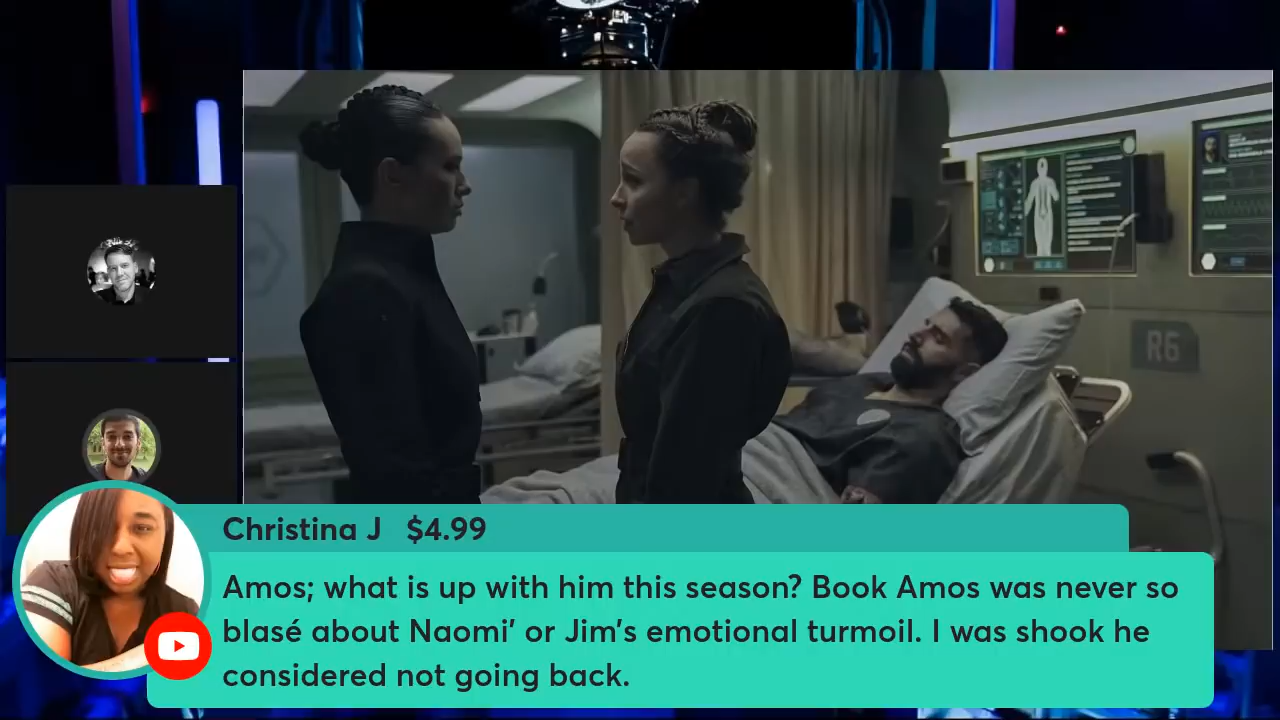 R6
Christina J $4.99
Amos; what is up with him this season? Book Amos was never so
blasé about Naomi’ or Jim’s emotional turmoil. I was shook he
considered not going back.